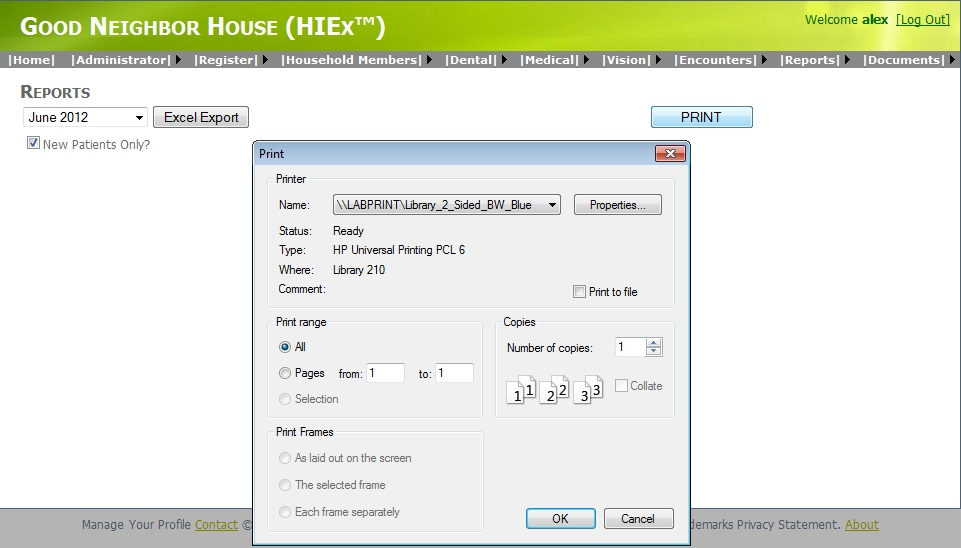 GOOD NEIGHBOR HOUSE (HIEX™)
Welcome alex [Log Out]
|Home| |Administrator| |Register| |Household Members| |Dental| |Medical| |Vision| |Encounters| |Reports| |Documents|
REPORTS
June 2012 Excel Export PRINT
New Patients Only?
Print
Printer
Name: \\LABPRINT\Library_2_Sided_BW_Blue Properties...
Status: Ready
Type: HP Universal Printing PCL 6
Where: Library 210
Comment: Print to file
Print range Copies
All Number of copies: 1
Pages from: 1 to: 1
1 1 2 2 3 3 Collate
Selection
Print Frames
As laid out on the screen
The selected frame
Each frame separately
OK Cancel
Manage Your Profile Contact © demarks Privacy Statement. About